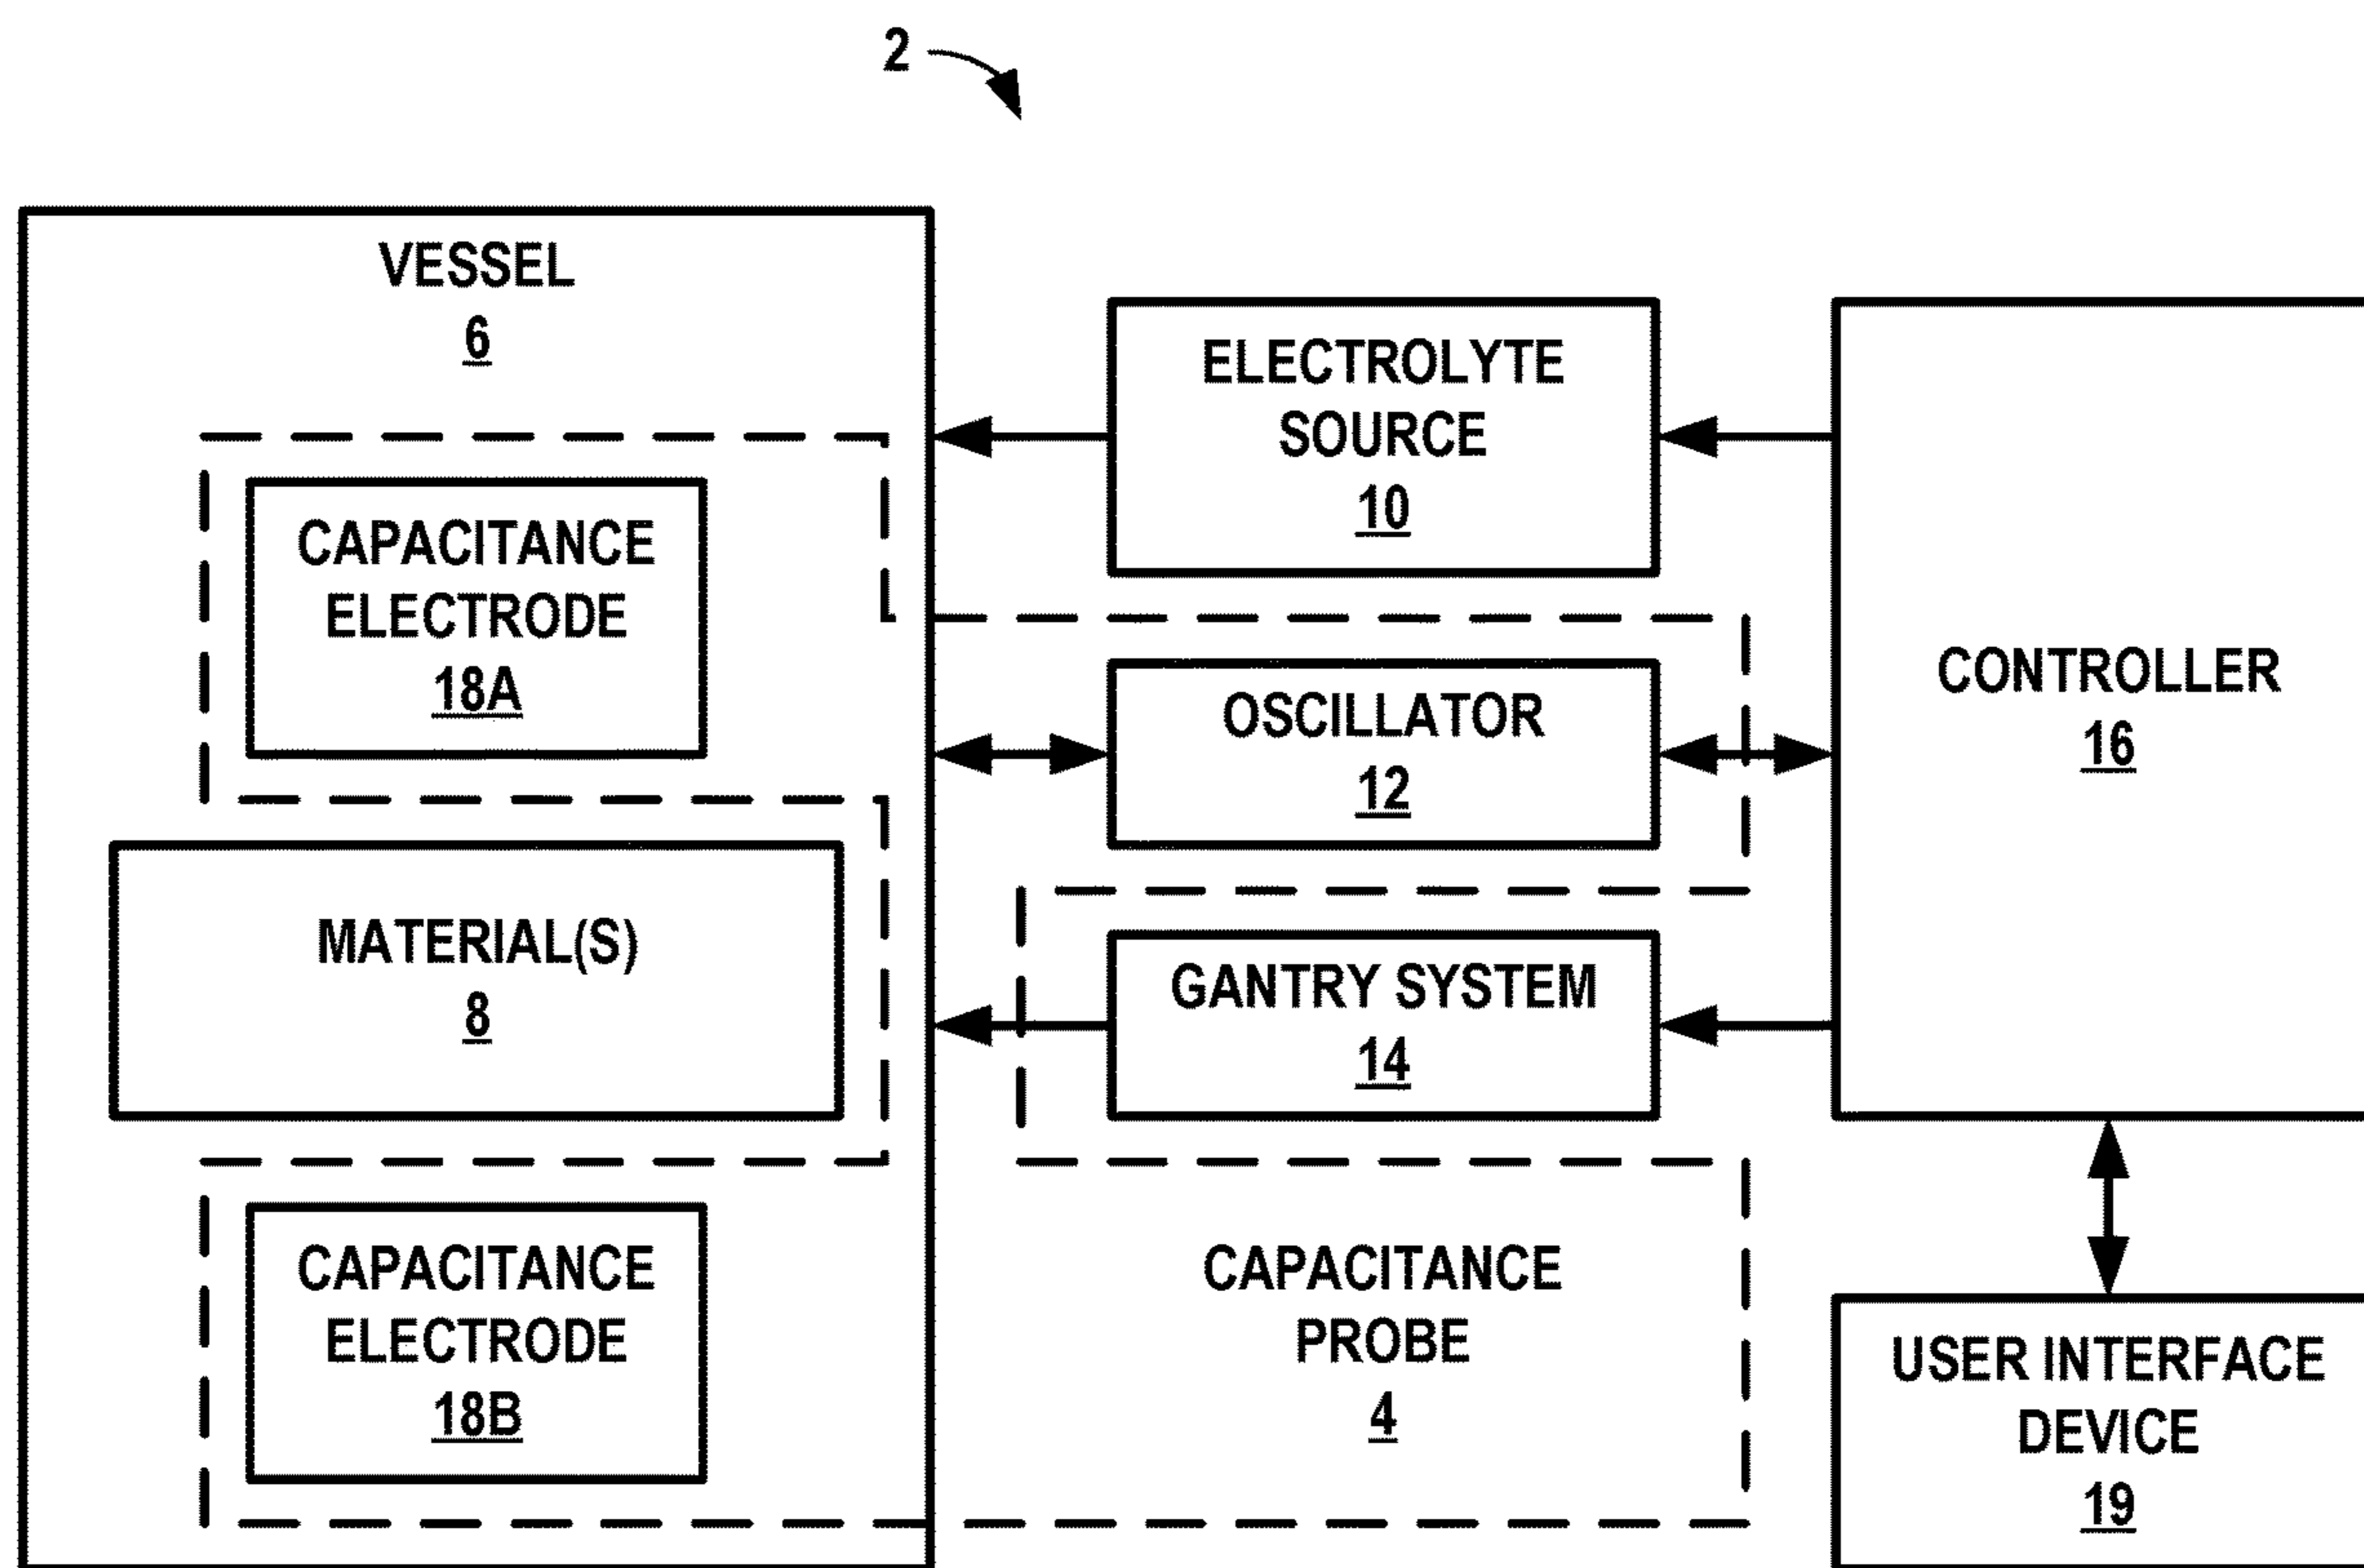 2
VESSEL
6
CAPACITANCE
ELECTRODE
18A
MATERIAL(S)
8
CAPACITANCE
ELECTRODE
18B
ELECTROLYTE
SOURCE
10
OSCILLATOR
12
GANTRY SYSTEM
14
CAPACITANCE
PROBE
4
CONTROLLER
16
USER INTERFACE
DEVICE
19